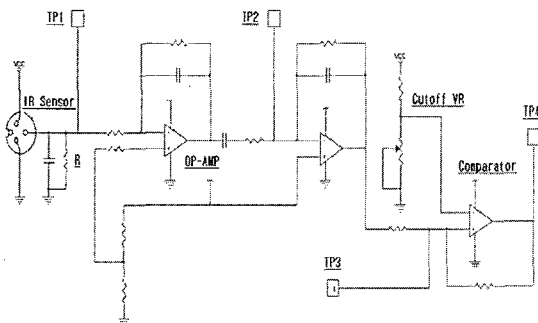 TP1
TP2
VCC
IR Sensor
R
OP-AMP
VCC
Cutoff VR
TP4
Comparator
TP3